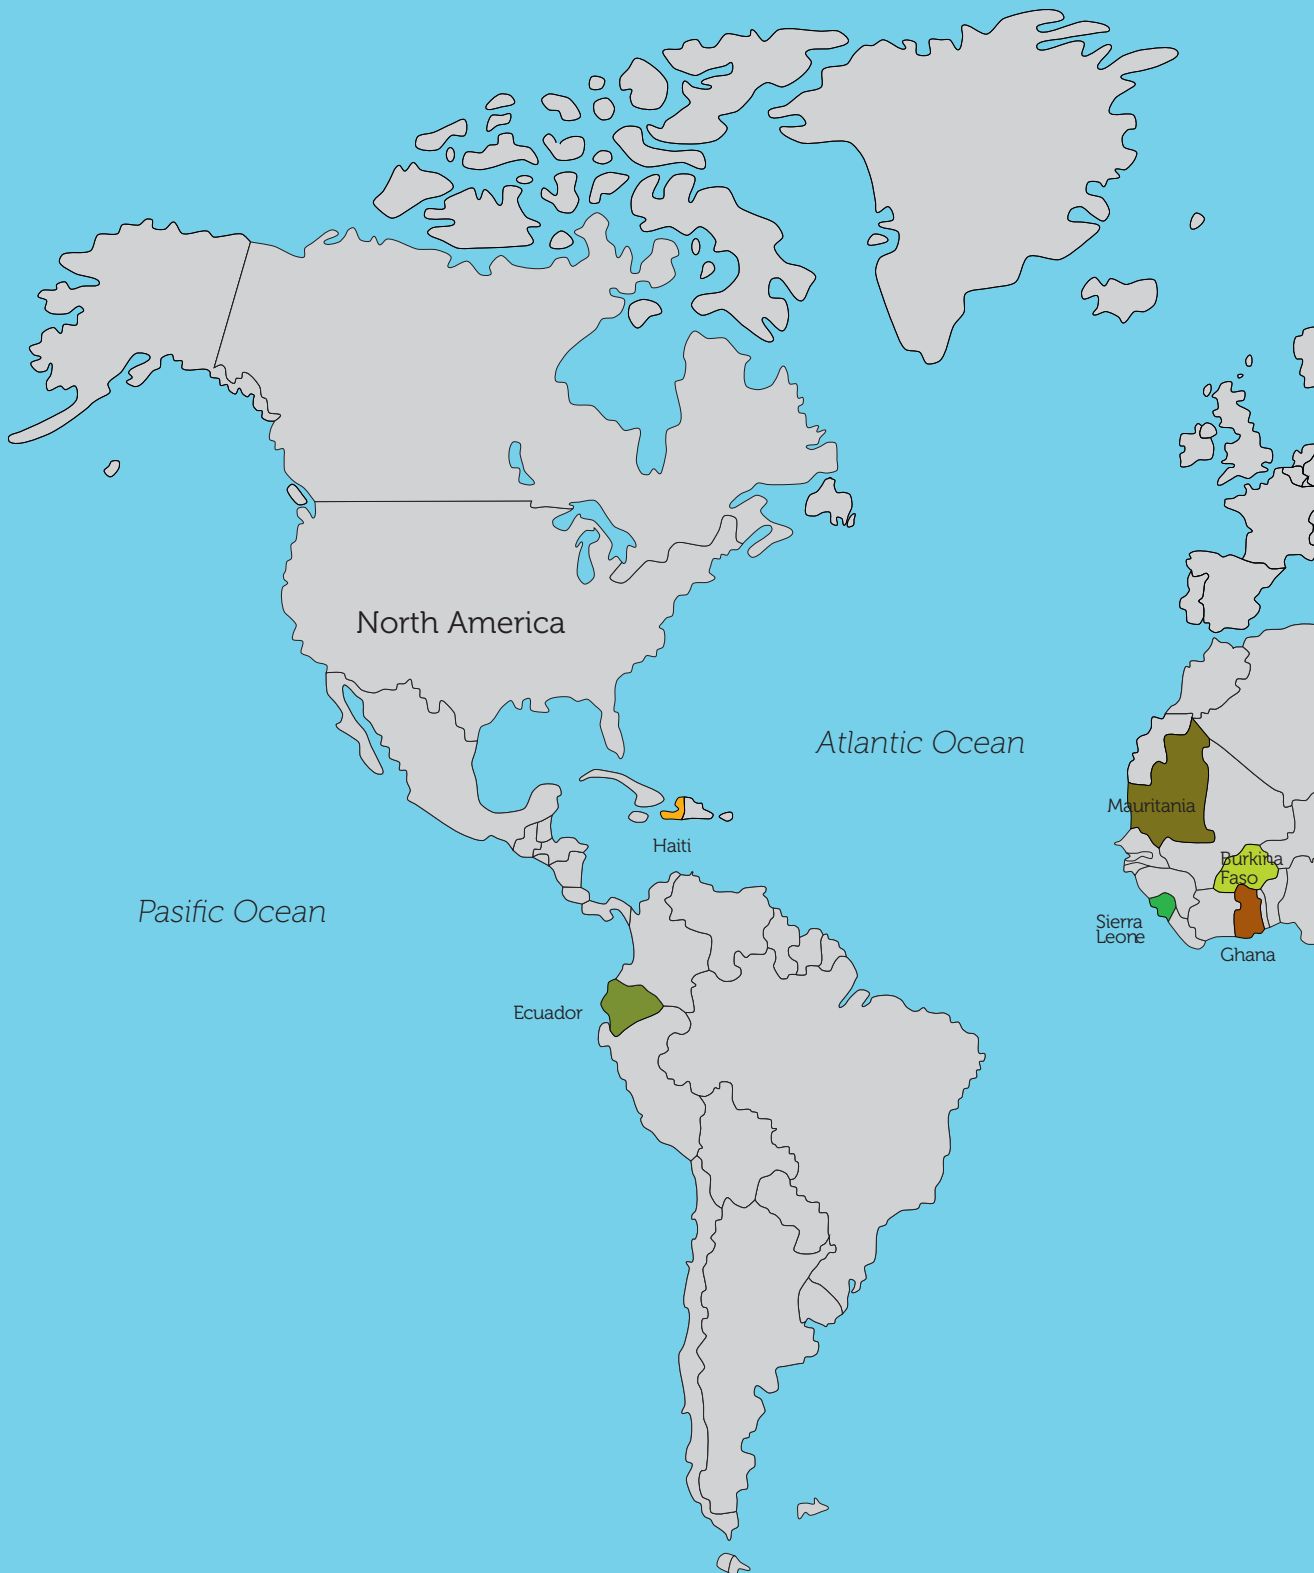 North America
Atlantic Ocean
Mauritania
Haiti
Burkina
Faso
Pasific Ocean
Sierra
Leone
Ghana
Ecuador